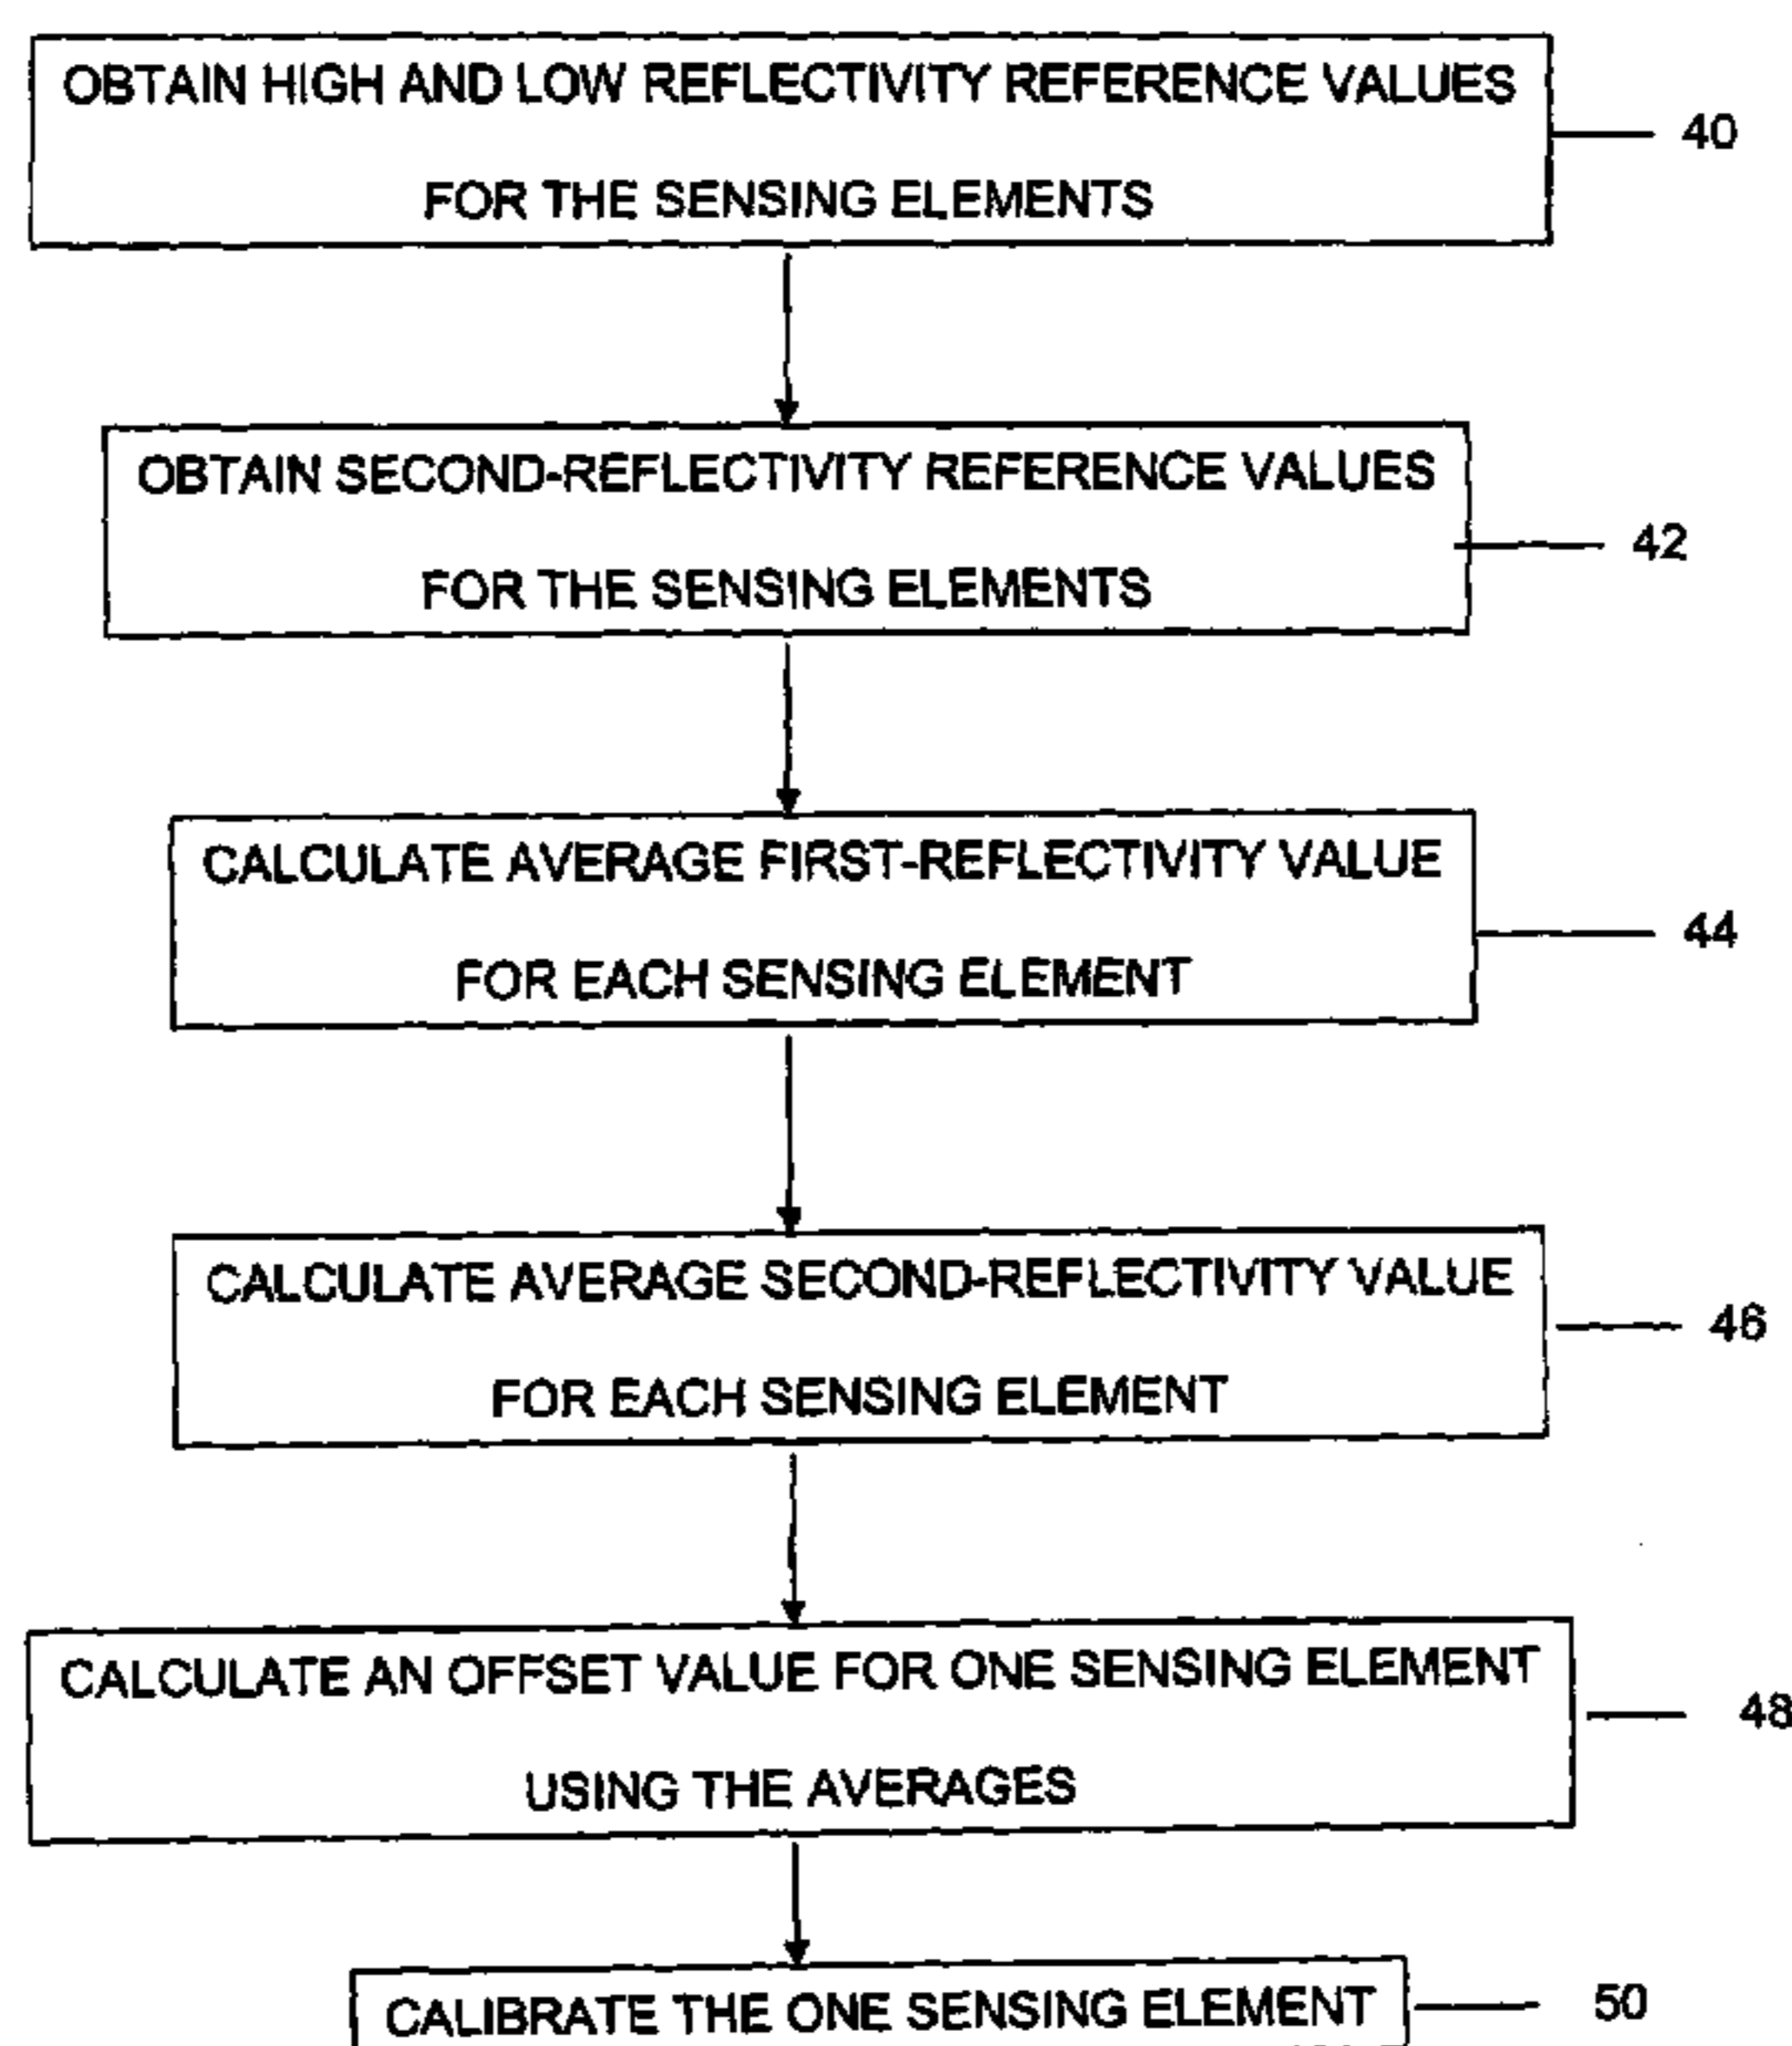 OBTAIN HIGH AND LOW REFLECTIVITY REFERENCE VALUES
FOR THE SENSING ELEMENTS
40
OBTAIN SECOND-REFLECTIVITY REFERENCE VALUES
FOR THE SENSING ELEMENTS
42
CALCULATE AVERAGE FIRST-REFLECTIVITY VALUE
FOR EACH SENSING ELEMENT
44
CALCULATE AVERAGE SECOND-REFLECTIVITY VALUE
FOR EACH SENSING ELEMENT
46
CALCULATE AN OFFSET VALUE FOR ONE SENSING ELEMENT
USING THE AVERAGES
48
CALIBRATE THE ONE SENSING ELEMENT
50